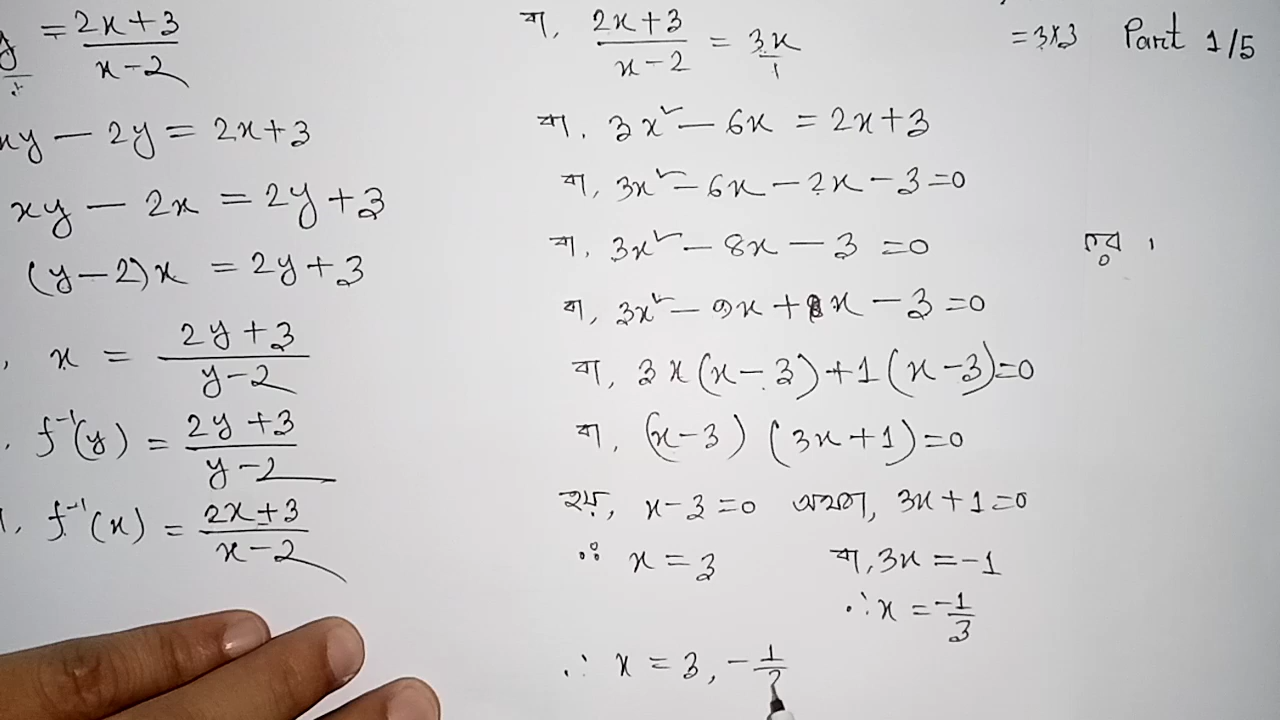 y = 2x+3 / x-2
xy - 2y = 2x+3
xy - 2x = 2y+3
(y-2)x = 2y+3
x = 2y+3 / y-2
f⁻¹(y) = 2y+3 / y-2
f⁻¹(x) = 2x+3 / x-2
বা, 2x+3 / x-2 = 3x / 1
বা, 3x² - 6x = 2x+3
বা, 3x² - 6x - 2x - 3 = 0
বা, 3x² - 8x - 3 = 0
বা, 3x² - 9x + x - 3 = 0
বা, 3x(x-3)+1(x-3)=0
বা, (x-3) (3x+1)=0
হয়, x-3=0 অথবা, 3x+1=0
∴ x = 3 বা, 3x = -1
∴ x = -1/3
∴ x = 3, -1/3
= 3×3 Part 1/5